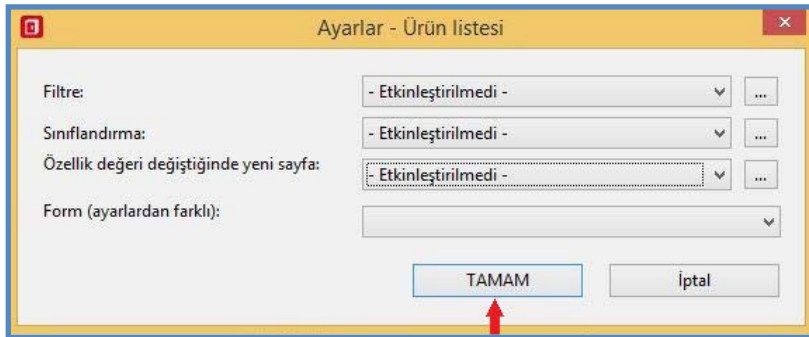 Ayarlar - Ürün listesi
Filtre: - Etkinleştirilmedi - ...
Sınıflandırma: - Etkinleştirilmedi - ...
Özellik değeri değiştiğinde yeni sayfa: - Etkinleştirilmedi - ...
Form (ayarlardan farklı):
TAMAM İptal